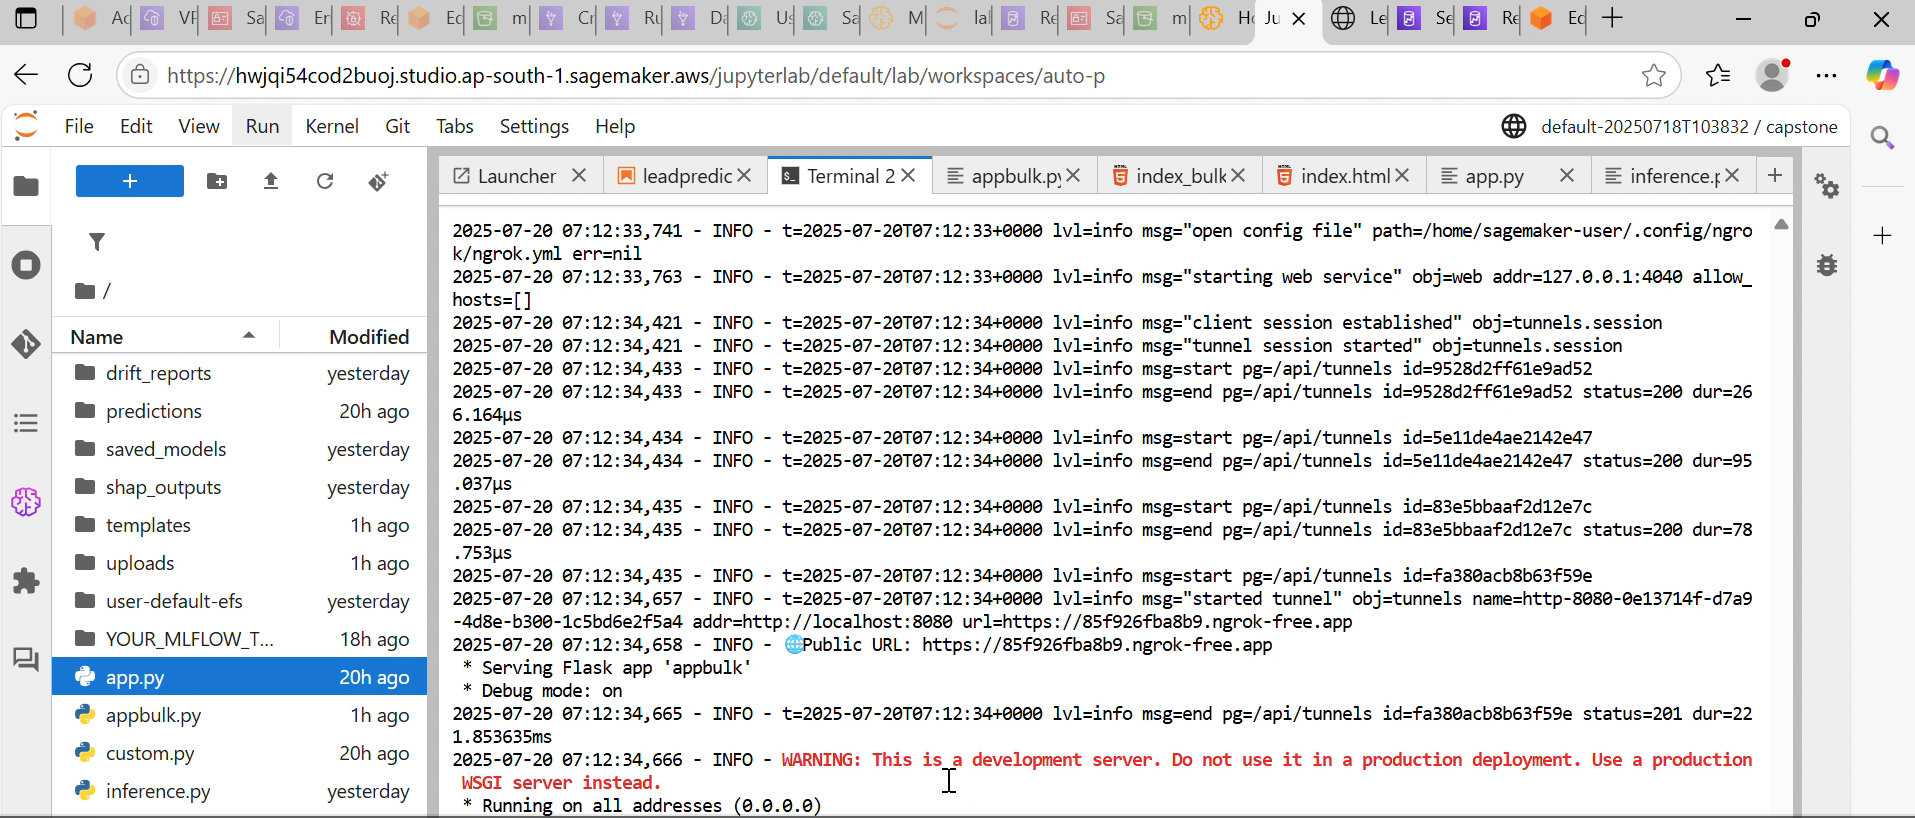 Ac
VF
Sa
Er
Re
Ec
m
Cr
Ru
Da
Us
Sa
M
lal
Re
Sa
m
Ho
Ju
Le
Se
Re
Ec
https://hwjqi54cod2buoj.studio.ap-south-1.sagemaker.aws/jupyterlab/default/lab/workspaces/auto-p
File Edit View Run Kernel Git Tabs Settings Help
default-20250718T103832 / capstone
Launcher
leadpredic
Terminal 2
appbulk.py
index_bulk
index.html
app.py
inference.p
/
Name Modified
drift_reports yesterday
predictions 20h ago
saved_models yesterday
shap_outputs yesterday
templates 1h ago
uploads 1h ago
user-default-efs yesterday
YOUR_MLFLOW_T... 18h ago
app.py 20h ago
appbulk.py 1h ago
custom.py 20h ago
inference.py yesterday
2025-07-20 07:12:33,741 - INFO - t=2025-07-20T07:12:33+0000 lvl=info msg="open config file" path=/home/sagemaker-user/.config/ngro
k/ngrok.yml err=nil
2025-07-20 07:12:33,763 - INFO - t=2025-07-20T07:12:33+0000 lvl=info msg="starting web service" obj=web addr=127.0.0.1:4040 allow_
hosts=[]
2025-07-20 07:12:34,421 - INFO - t=2025-07-20T07:12:34+0000 lvl=info msg="client session established" obj=tunnels.session
2025-07-20 07:12:34,421 - INFO - t=2025-07-20T07:12:34+0000 lvl=info msg="tunnel session started" obj=tunnels.session
2025-07-20 07:12:34,433 - INFO - t=2025-07-20T07:12:34+0000 lvl=info msg=start pg=/api/tunnels id=9528d2ff61e9ad52
2025-07-20 07:12:34,433 - INFO - t=2025-07-20T07:12:34+0000 lvl=info msg=end pg=/api/tunnels id=9528d2ff61e9ad52 status=200 dur=26
6.164µs
2025-07-20 07:12:34,434 - INFO - t=2025-07-20T07:12:34+0000 lvl=info msg=start pg=/api/tunnels id=5e11de4ae2142e47
2025-07-20 07:12:34,434 - INFO - t=2025-07-20T07:12:34+0000 lvl=info msg=end pg=/api/tunnels id=5e11de4ae2142e47 status=200 dur=95
.037µs
2025-07-20 07:12:34,435 - INFO - t=2025-07-20T07:12:34+0000 lvl=info msg=start pg=/api/tunnels id=83e5bbaaf2d12e7c
2025-07-20 07:12:34,435 - INFO - t=2025-07-20T07:12:34+0000 lvl=info msg=end pg=/api/tunnels id=83e5bbaaf2d12e7c status=200 dur=78
.753µs
2025-07-20 07:12:34,435 - INFO - t=2025-07-20T07:12:34+0000 lvl=info msg=start pg=/api/tunnels id=fa380acb8b63f59e
2025-07-20 07:12:34,657 - INFO - t=2025-07-20T07:12:34+0000 lvl=info msg="started tunnel" obj=tunnels name=http-8080-0e13714f-d7a9
-4d8e-b300-1c5bd6e2f5a4 addr=http://localhost:8080 url=https://85f926fba8b9.ngrok-free.app
2025-07-20 07:12:34,658 - INFO - 🌐Public URL: https://85f926fba8b9.ngrok-free.app
* Serving Flask app 'appbulk'
* Debug mode: on
2025-07-20 07:12:34,665 - INFO - t=2025-07-20T07:12:34+0000 lvl=info msg=end pg=/api/tunnels id=fa380acb8b63f59e status=201 dur=22
1.853635ms
2025-07-20 07:12:34,666 - INFO - WARNING: This is a development server. Do not use it in a production deployment. Use a production
WSGI server instead.
* Running on all addresses (0.0.0.0)